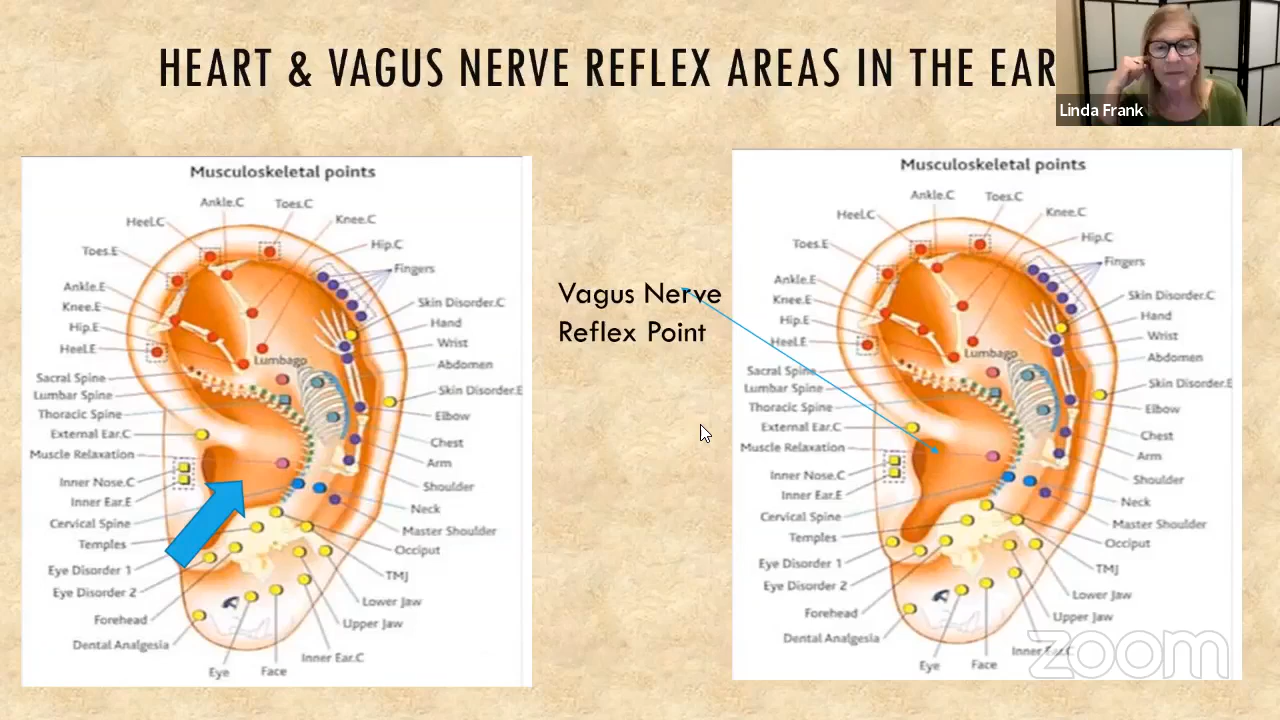 HEART & VAGUS NERVE REFLEX AREAS IN THE EAR
Linda Frank
Musculoskeletal points
Ankle.C
Toes.C
Heel.C
Knee.C
Toes.E
Hip.C
Fingers
Ankle.E
Skin Disorder.C
Knee.E
Hand
Hip.E
Wrist
Heel.E
Lumbago
Abdomen
Sacral Spine
Skin Disorder.E
Lumbar Spine
Thoracic Spine
Elbow
External Ear.C
Chest
Muscle Relaxation
Arm
Inner Nose.C
Shoulder
Inner Ear.E
Neck
Cervical Spine
Master Shoulder
Temples
Occiput
Eye Disorder 1
TMJ
Eye Disorder 2
Lower Jaw
Forehead
Upper Jaw
Dental Analgesia
Inner Ear.C
Eye
Face
Vagus Nerve
Reflex Point
Musculoskeletal points
Ankle.C
Toes.C
Heel.C
Knee.C
Toes.E
Hip.C
Fingers
Ankle.E
Skin Disorder.C
Knee.E
Hand
Hip.E
Wrist
Heel.E
Lumbago
Abdomen
Sacral Spine
Skin Disorder.E
Lumbar Spine
Thoracic Spine
Elbow
External Ear.C
Chest
Muscle Relaxation
Arm
Inner Nose.C
Shoulder
Inner Ear.E
Neck
Cervical Spine
Master Shoulder
Temples
Occiput
Eye Disorder 1
TMJ
Eye Disorder 2
Lower Jaw
Forehead
Upper Jaw
Dental Analgesia
Inner Ear.C
Eye
Face
zoom